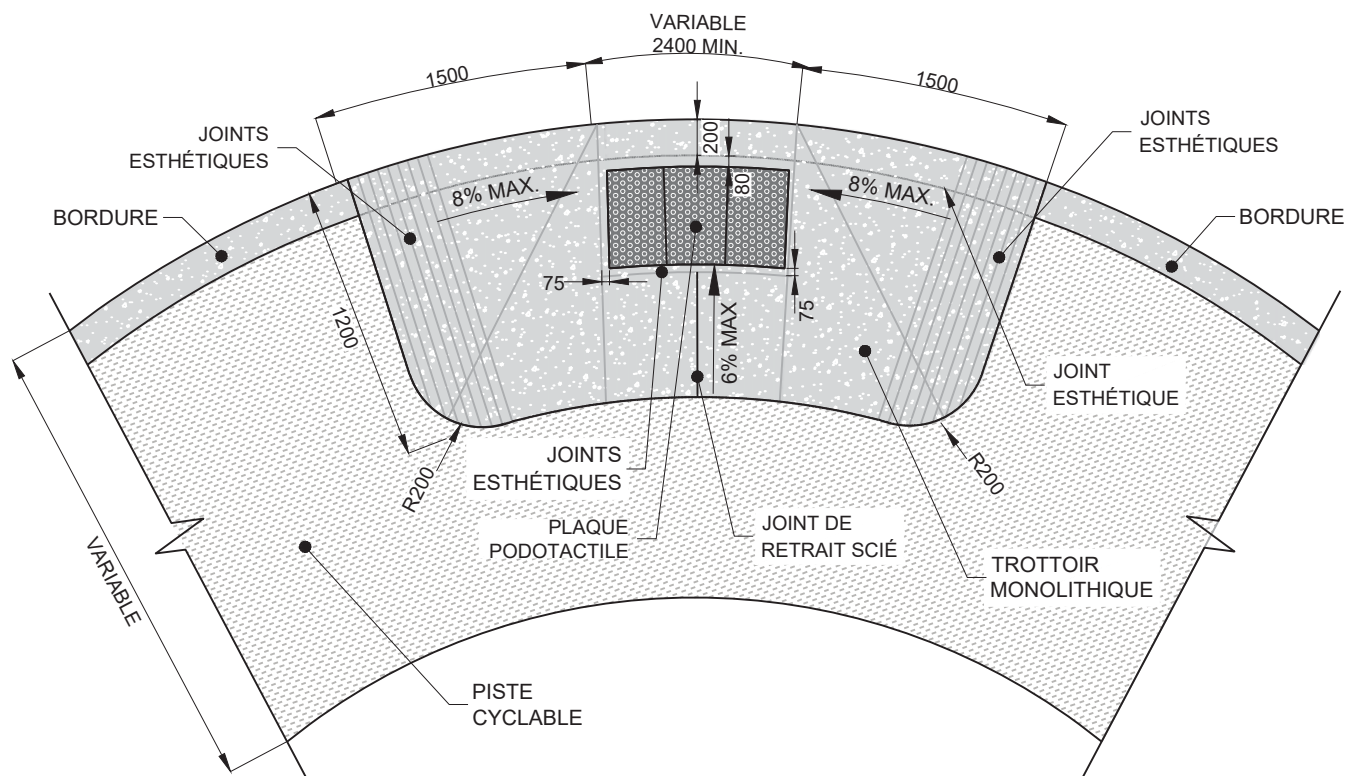 VARIABLE
2400 MIN.
1500
1500
JOINTS
ESTHÉTIQUES
JOINTS
ESTHÉTIQUES
200
80
8% MAX.
8% MAX.
BORDURE
BORDURE
75
75
1200
6% MAX
JOINT
ESTHÉTIQUE
JOINTS
ESTHÉTIQUES
R200
R200
PLAQUE
PODOTACTILE
JOINT DE
RETRAIT SCIÉ
TROTTOIR
MONOLITHIQUE
VARIABLE
PISTE
CYCLABLE